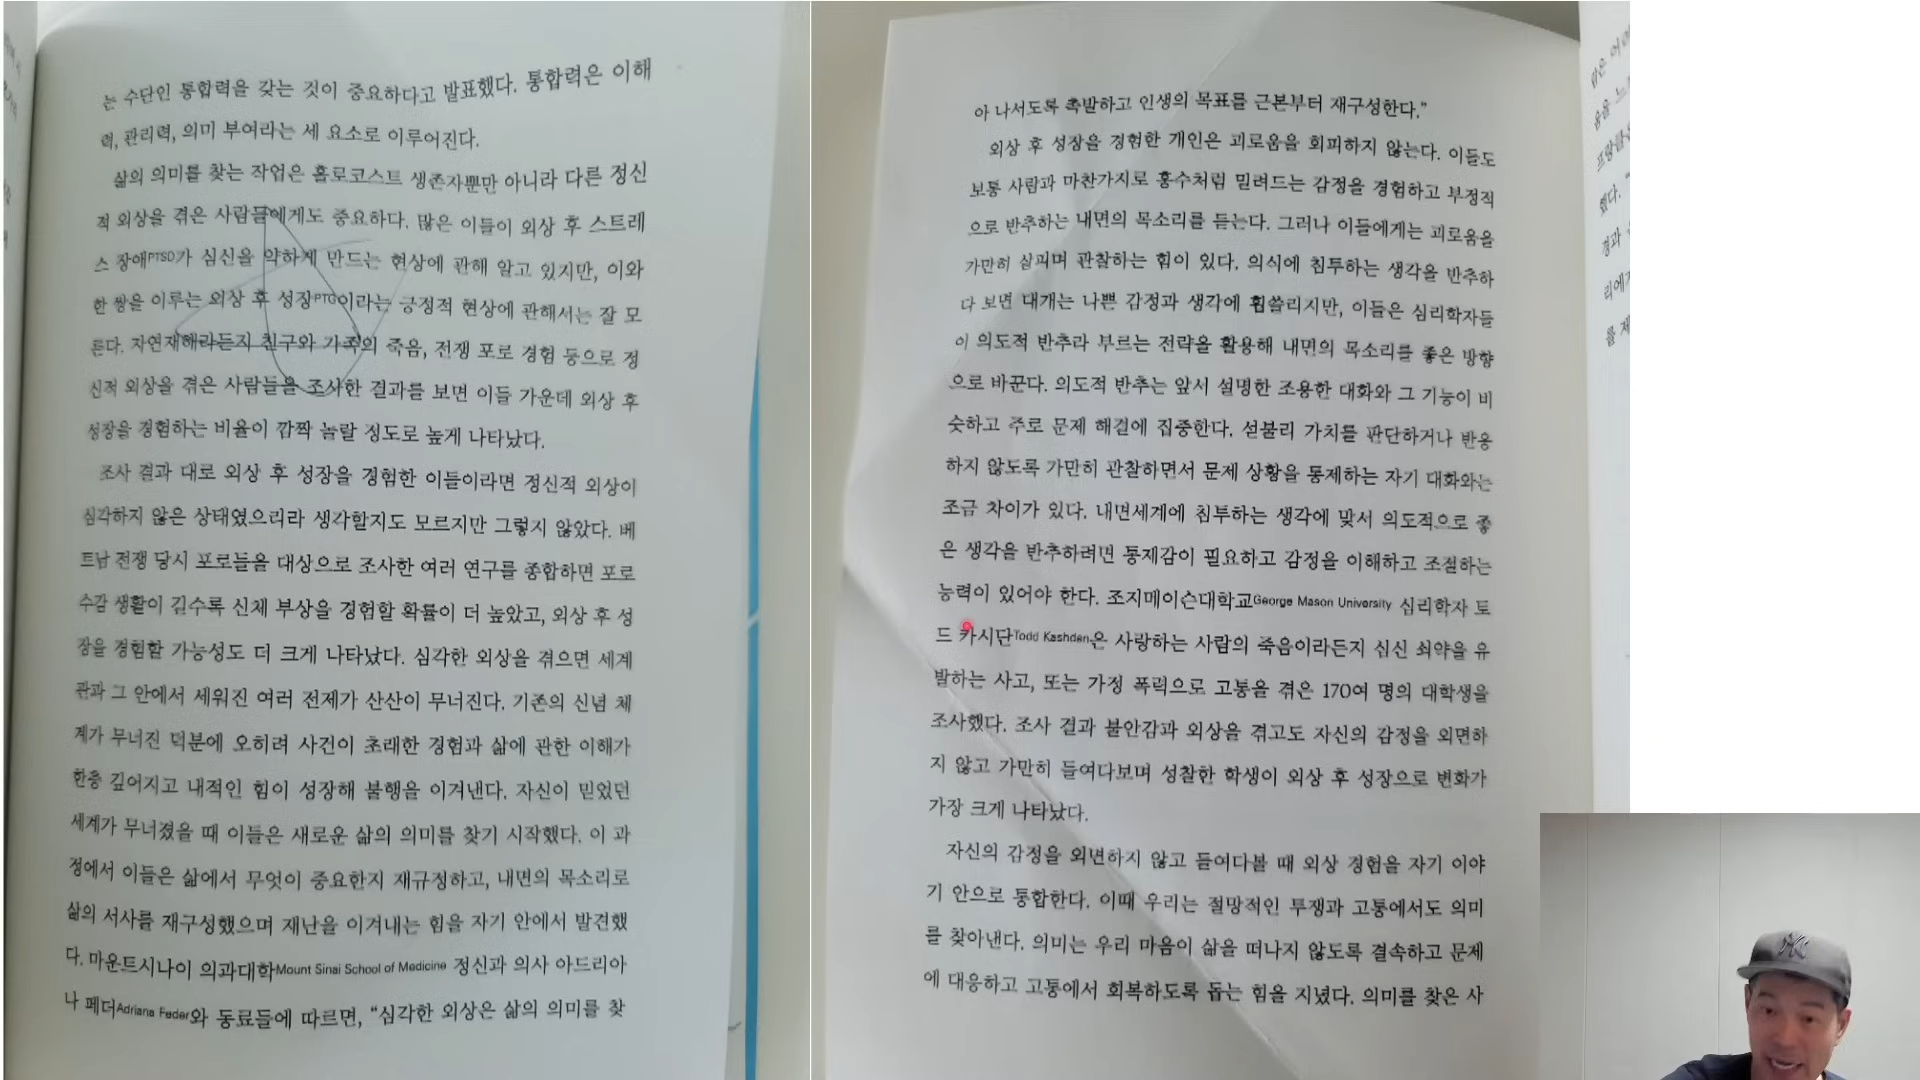 는 수단인 통합력을 갖는 것이 중요하다고 발표했다. 통합력은 이해
력, 관리력, 의미 부여라는 세 요소로 이루어진다.
삶의 의미를 찾는 작업은 홀로코스트 생존자뿐만 아니라 다른 정신
적 외상을 겪은 사람들에게도 중요하다. 많은 이들이 외상 후 스트레
스 장애PTSD가 심신을 약하게 만드는 현상에 관해 알고 있지만, 이와
한 쌍을 이루는 외상 후 성장PTG이라는 긍정적 현상에 관해서는 잘 모
른다. 자연재해라든지 친구와 가족의 죽음, 전쟁 포로 경험 등으로 정
신적 외상을 겪은 사람들을 조사한 결과를 보면 이들 가운데 외상 후
성장을 경험하는 비율이 깜짝 놀랄 정도로 높게 나타났다.
조사 결과 대로 외상 후 성장을 경험한 이들이라면 정신적 외상이
심각하지 않은 상태였으리라 생각할지도 모르지만 그렇지 않았다. 베
트남 전쟁 당시 포로들을 대상으로 조사한 여러 연구를 종합하면 포로
수감 생활이 길수록 신체 부상을 경험할 확률이 더 높았고, 외상 후 성
장을 경험할 가능성도 더 크게 나타났다. 심각한 외상을 겪으면 세계
관과 그 안에서 세워진 여러 전제가 산산이 무너진다. 기존의 신념 체
계가 무너진 덕분에 오히려 사건이 초래한 경험과 삶에 관한 이해가
한층 깊어지고 내적인 힘이 성장해 불행을 이겨낸다. 자신이 믿었던
세계가 무너졌을 때 이들은 새로운 삶의 의미를 찾기 시작했다. 이 과
정에서 이들은 삶에서 무엇이 중요한지 재규정하고, 내면의 목소리로
삶의 서사를 재구성했으며 재난을 이겨내는 힘을 자기 안에서 발견했
다. 마운트시나이 의과대학Mount Sinai School of Medicine 정신과 의사 아드리아
나 페더Adriana Feder와 동료들에 따르면, “심각한 외상은 삶의 의미를 찾
아 나서도록 촉발하고 인생의 목표를 근본부터 재구성한다.”
외상 후 성장을 경험한 개인은 괴로움을 회피하지 않는다. 이들도
보통 사람과 마찬가지로 홍수처럼 밀려드는 감정을 경험하고 부정적
으로 반추하는 내면의 목소리를 듣는다. 그러나 이들에게는 괴로움을
가만히 살피며 관찰하는 힘이 있다. 의식에 침투하는 생각을 반추하
다 보면 대개는 나쁜 감정과 생각에 휩쓸리지만, 이들은 심리학자들
이 의도적 반추라 부르는 전략을 활용해 내면의 목소리를 좋은 방향
으로 바꾼다. 의도적 반추는 앞서 설명한 조용한 대화와 그 기능이 비
슷하고 주로 문제 해결에 집중한다. 섣불리 가치를 판단하거나 반응
하지 않도록 가만히 관찰하면서 문제 상황을 통제하는 자기 대화와는
조금 차이가 있다. 내면세계에 침투하는 생각에 맞서 의도적으로 좋
은 생각을 반추하려면 통제감이 필요하고 감정을 이해하고 조절하는
능력이 있어야 한다. 조지메이슨대학교George Mason University 심리학자 토
드 카시단Todd Kashdan은 사랑하는 사람의 죽음이라든지 심신 쇠약을 유
발하는 사고, 또는 가정 폭력으로 고통을 겪은 170여 명의 대학생을
조사했다. 조사 결과 불안감과 외상을 겪고도 자신의 감정을 외면하
지 않고 가만히 들여다보며 성찰한 학생이 외상 후 성장으로 변화가
가장 크게 나타났다.
자신의 감정을 외면하지 않고 들여다볼 때 외상 경험을 자기 이야
기 안으로 통합한다. 이때 우리는 절망적인 투쟁과 고통에서도 의미
를 찾아낸다. 의미는 우리 마음이 삶을 떠나지 않도록 결속하고 문제
에 대응하고 고통에서 회복하도록 돕는 힘을 지녔다. 의미를 찾은 사